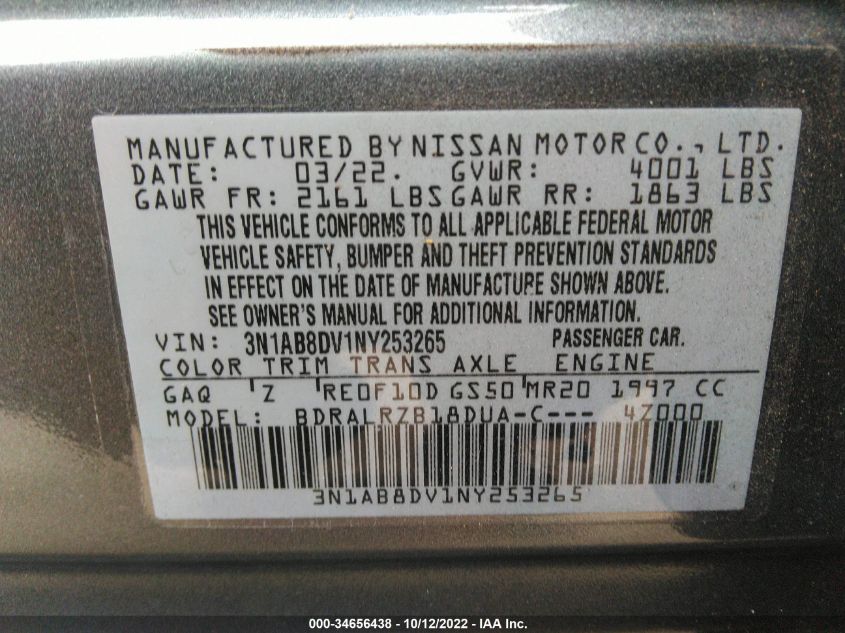 MANUFACTURED BY NISSAN MOTOR CO., LTD.
DATE: 03/22. GVWR: 4001 LBS
GAWR FR: 2161 LBS GAWR RR: 1863 LBS
THIS VEHICLE CONFORMS TO ALL APPLICABLE FEDERAL MOTOR
VEHICLE SAFETY, BUMPER AND THEFT PREVENTION STANDARDS
IN EFFECT ON THE DATE OF MANUFACTURE SHOWN ABOVE.
SEE OWNER'S MANUAL FOR ADDITIONAL INFORMATION.
VIN: 3N1AB8DV1NY253265 PASSENGER CAR.
COLOR TRIM TRANS AXLE ENGINE
GAQ Z RE0F10D GS50 MR20 1997 CC
MODEL: BDRALRZB18DUA-C--- 4Z000
3N1AB8DV1NY253265
000-34656438 - 10/12/2022 - IAA Inc.